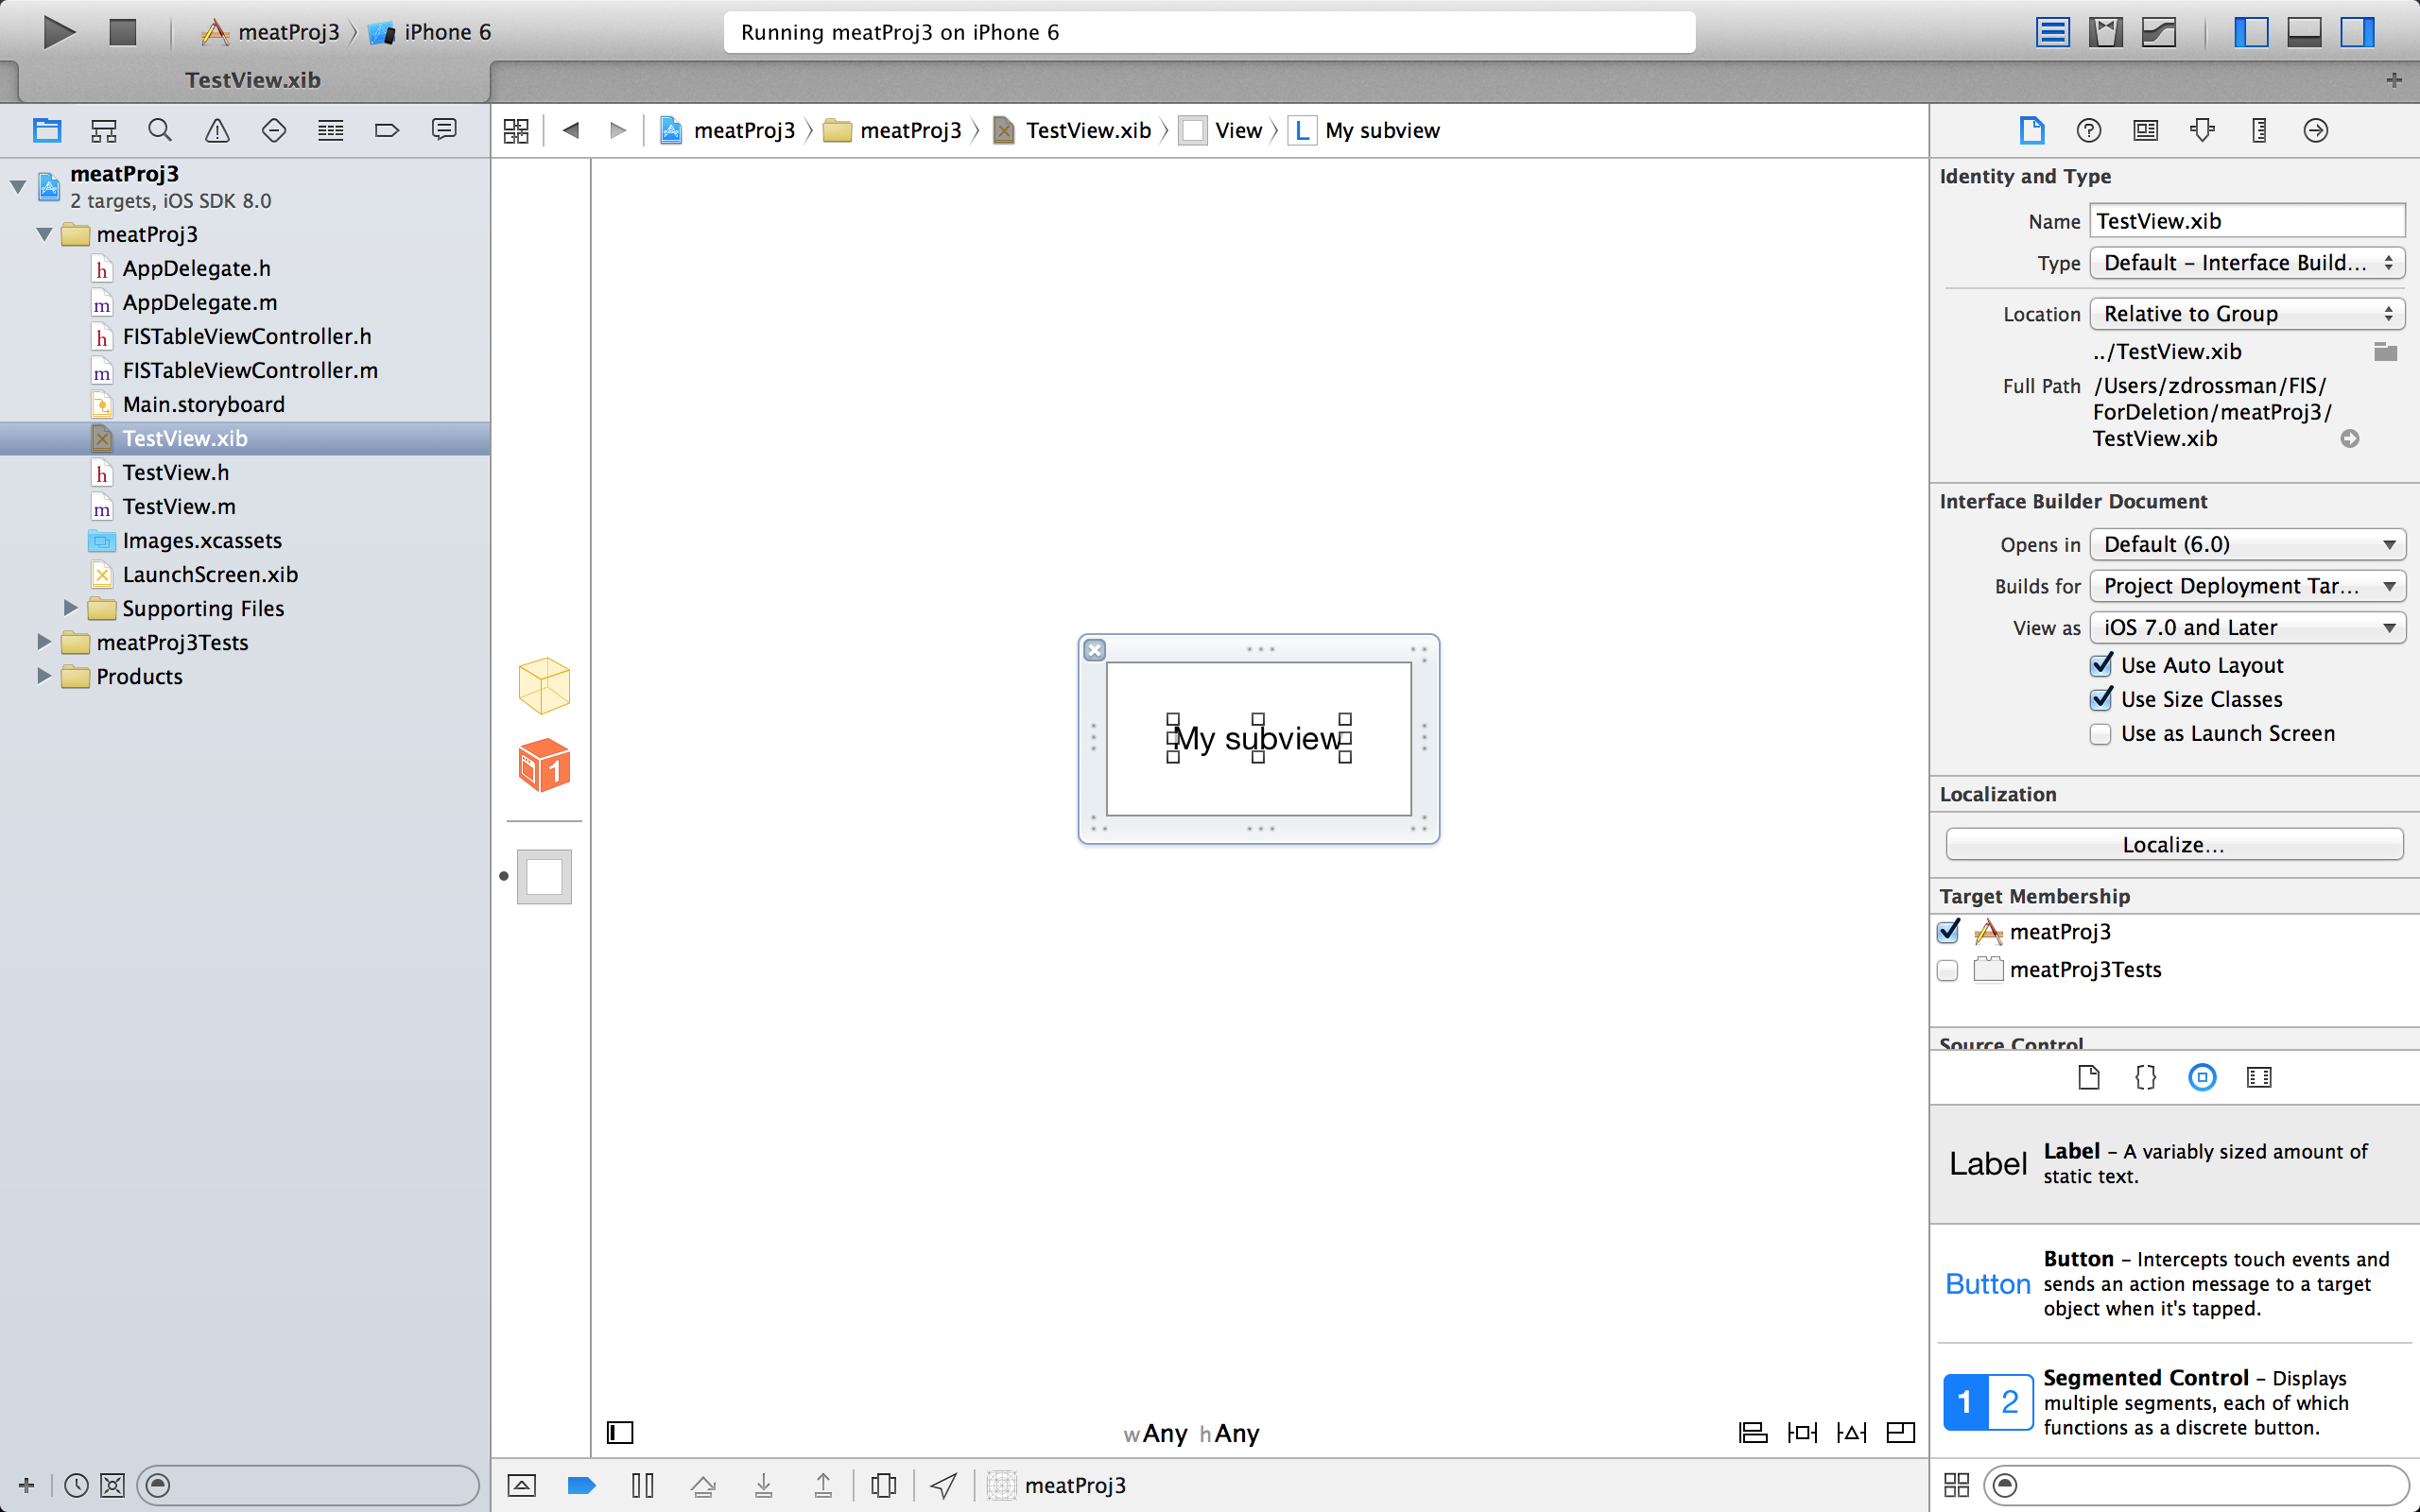 meatProj3 iPhone 6
Running meatProj3 on iPhone 6
TestView.xib
meatProj3 meatProj3 TestView.xib View L My subview
meatProj3
2 targets, iOS SDK 8.0
meatProj3
h AppDelegate.h
m AppDelegate.m
h FISTableViewController.h
m FISTableViewController.m
Main.storyboard
TestView.xib
h TestView.h
m TestView.m
Images.xcassets
LaunchScreen.xib
Supporting Files
meatProj3Tests
Products
1
My subview
wAny hAny
meatProj3
Identity and Type
Name TestView.xib
Type Default – Interface Build...
Location Relative to Group
../TestView.xib
Full Path /Users/zdrossman/FIS/
ForDeletion/meatProj3/
TestView.xib
Interface Builder Document
Opens in Default (6.0)
Builds for Project Deployment Tar...
View as iOS 7.0 and Later
Use Auto Layout
Use Size Classes
Use as Launch Screen
Localization
Localize...
Target Membership
meatProj3
meatProj3Tests
Source Control
{}
Label Label – A variably sized amount of
static text.
Button Button – Intercepts touch events and
sends an action message to a target
object when it's tapped.
1 2 Segmented Control – Displays
multiple segments, each of which
functions as a discrete button.